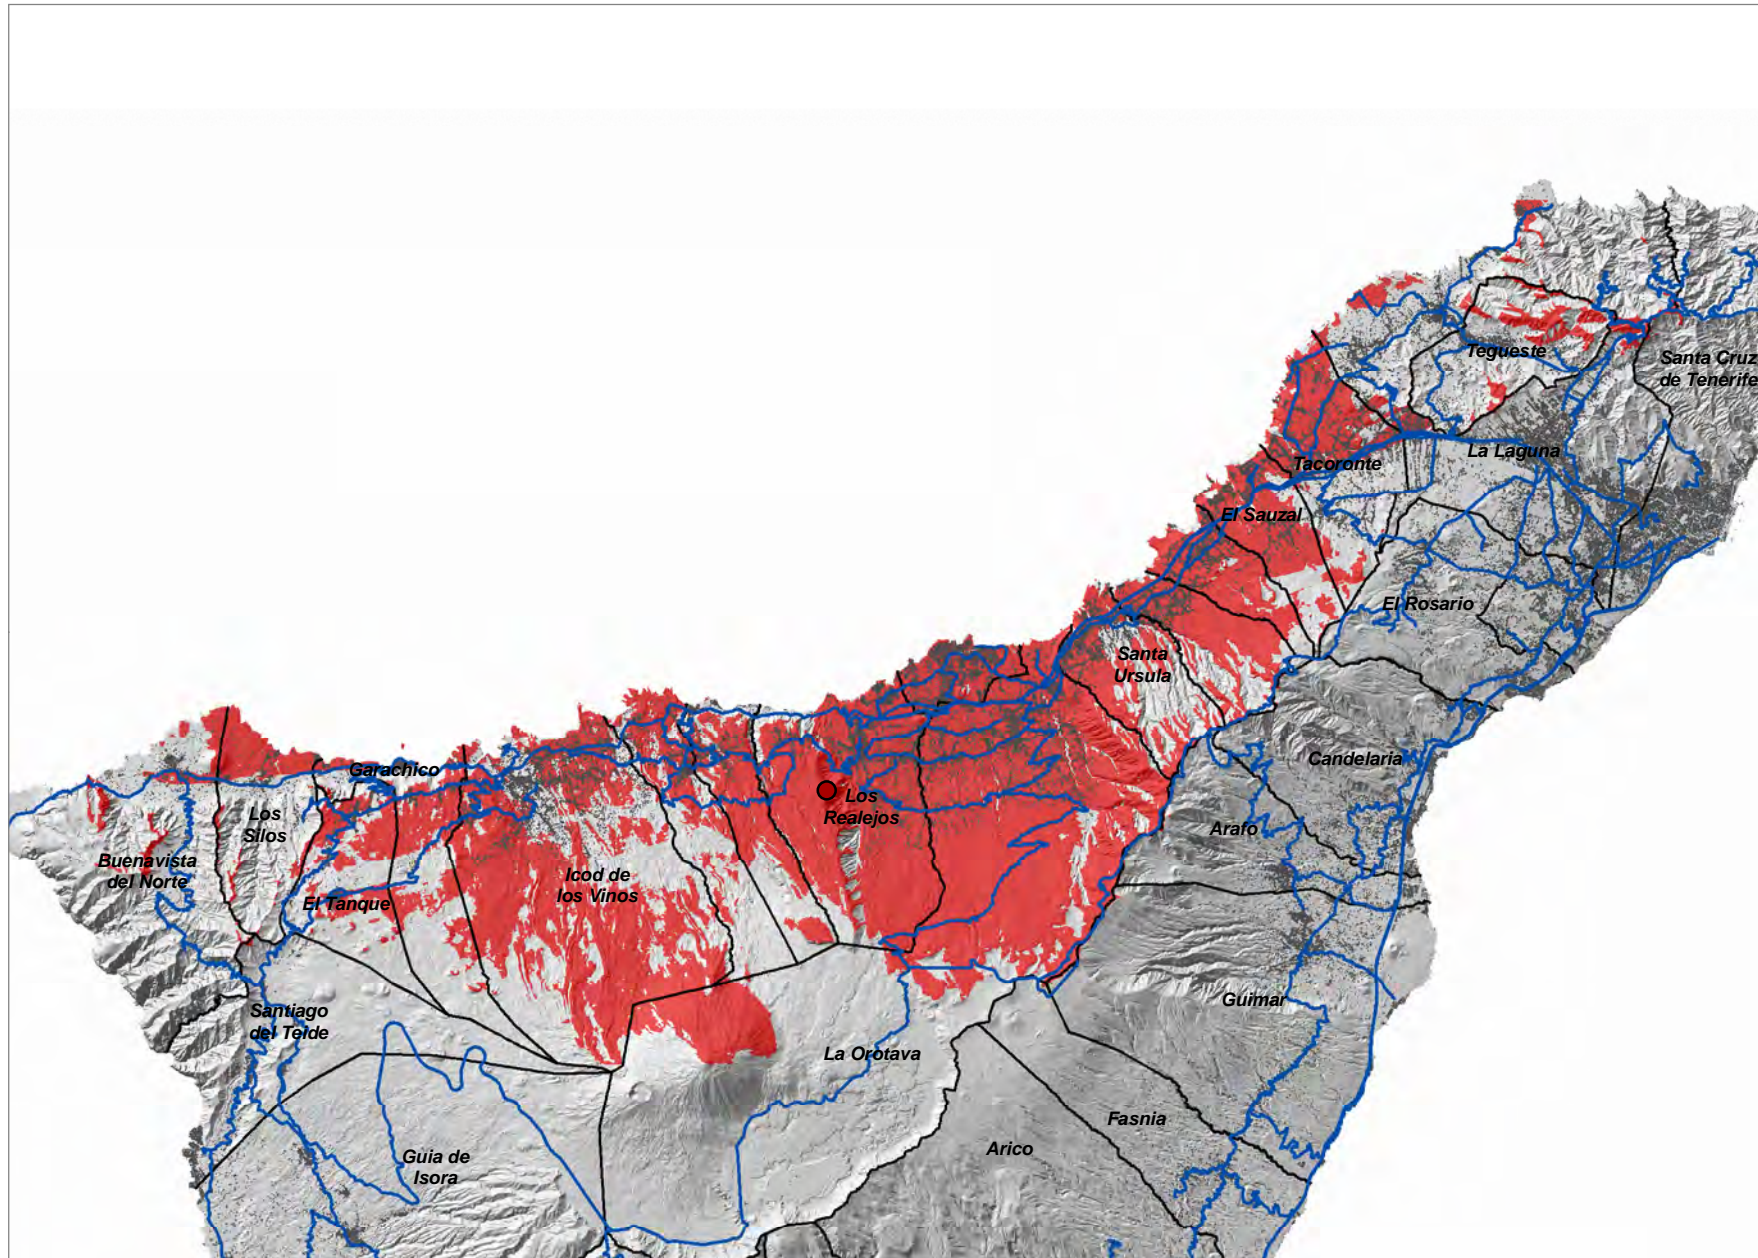 Tegueste
Santa Cruz
de Tenerife
La Laguna
Tacoronte
El Sauzal
El Rosario
Santa
Ursula
Candelaria
Garachico
Los
Silos
Los
Realejos
Arafo
Buenavista
del Norte
Icod de
los Vinos
El Tanque
Guimar
Santiago
del Teide
La Orotava
Fasnia
Arico
Guia de
Isora